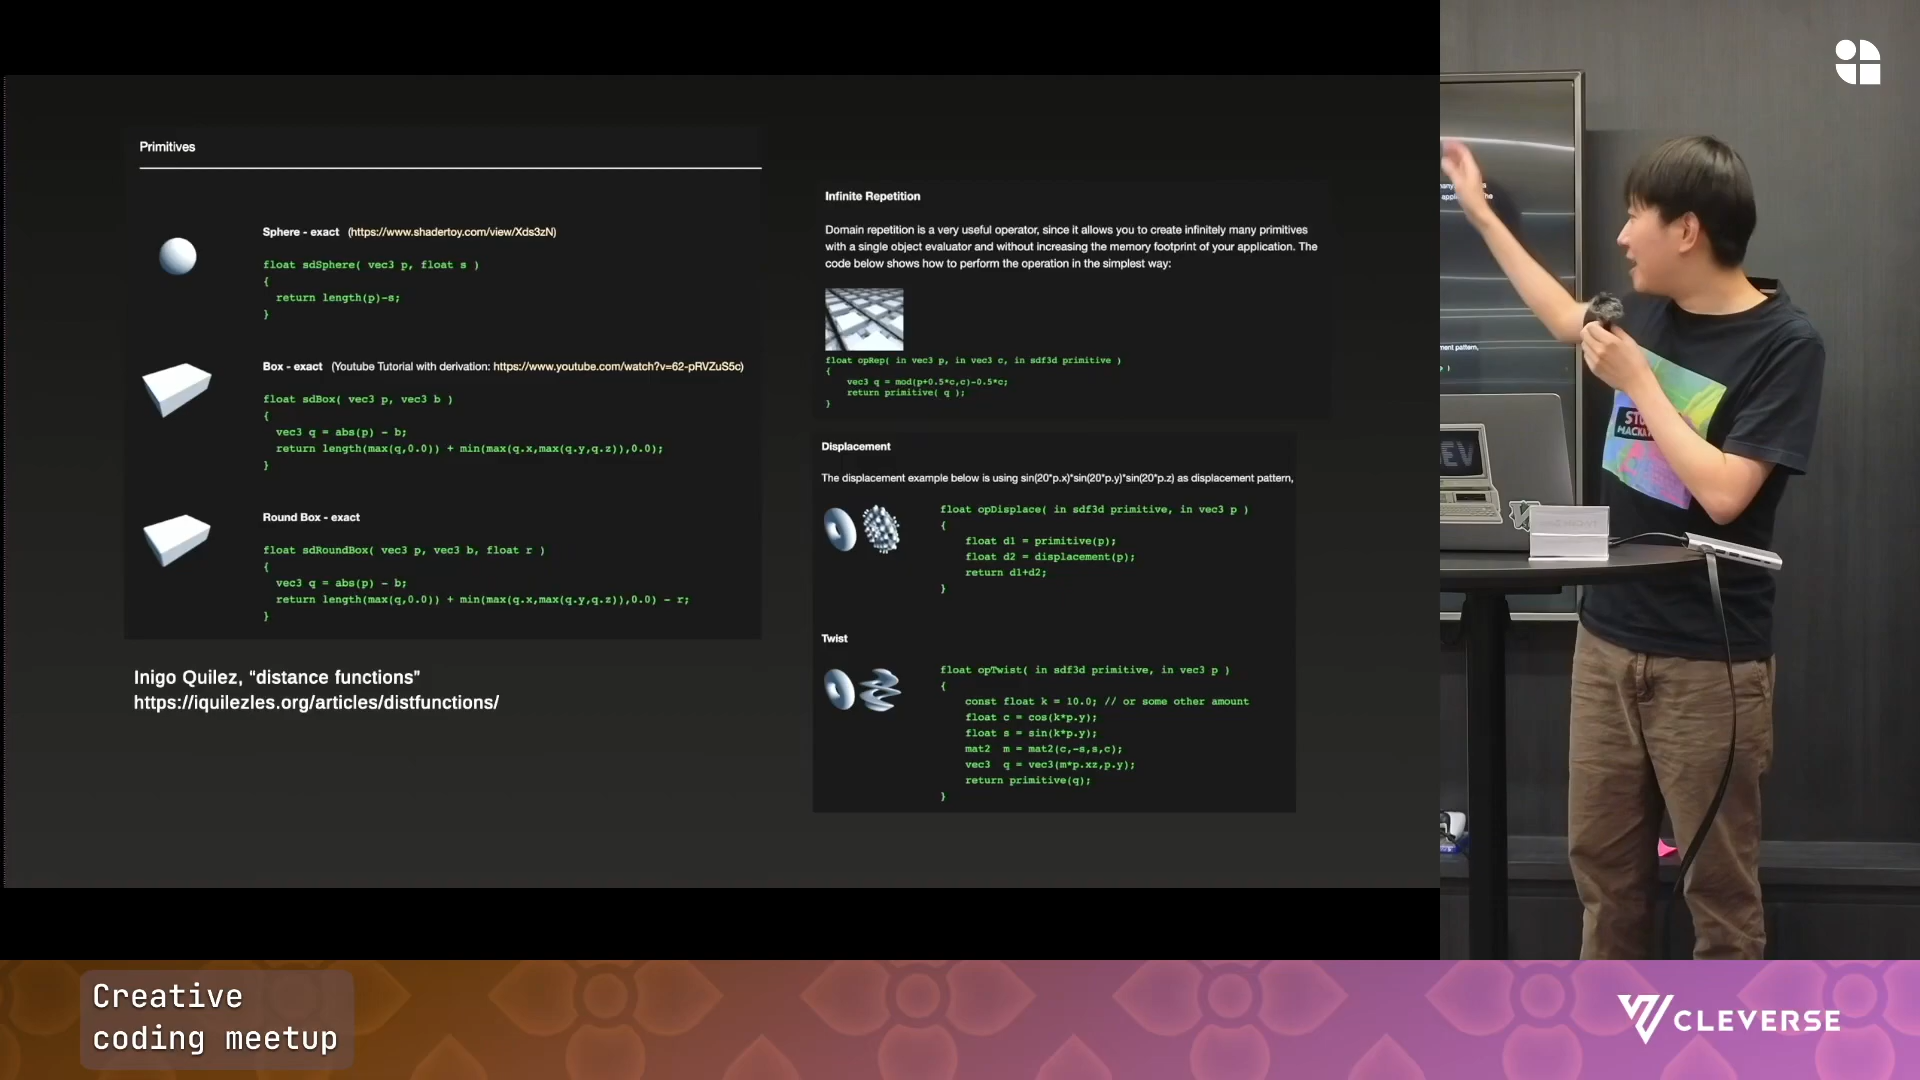 Primitives
Sphere - exact (https://www.shadertoy.com/view/Xds3zN)
float sdSphere( vec3 p, float s )
{
return length(p)-s;
}
Box - exact (Youtube Tutorial with derivation: https://www.youtube.com/watch?v=62-pRVZuS5c)
float sdBox( vec3 p, vec3 b )
{
vec3 q = abs(p) - b;
return length(max(q,0.0)) + min(max(q.x,max(q.y,q.z)),0.0);
}
Round Box - exact
float sdRoundBox( vec3 p, vec3 b, float r )
{
vec3 q = abs(p) - b;
return length(max(q,0.0)) + min(max(q.x,max(q.y,q.z)),0.0) - r;
}
Inigo Quilez, “distance functions”
https://iquilezles.org/articles/distfunctions/
Infinite Repetition
Domain repetition is a very useful operator, since it allows you to create infinitely many primitives
with a single object evaluator and without increasing the memory footprint of your application. The
code below shows how to perform the operation in the simplest way:
float opRep( in vec3 p, in vec3 c, in sdf3d primitive )
{
vec3 q = mod(p+0.5*c,c)-0.5*c;
return primitive( q );
}
Displacement
The displacement example below is using sin(20*p.x)*sin(20*p.y)*sin(20*p.z) as displacement pattern,
float opDisplace( in sdf3d primitive, in vec3 p )
{
float d1 = primitive(p);
float d2 = displacement(p);
return d1+d2;
}
Twist
float opTwist( in sdf3d primitive, in vec3 p )
{
const float k = 10.0; // or some other amount
float c = cos(k*p.y);
float s = sin(k*p.y);
mat2 m = mat2(c,-s,s,c);
vec3 q = vec3(m*p.xz,p.y);
return primitive(q);
}
pattern,
Creative
coding meetup
CLEVERSE